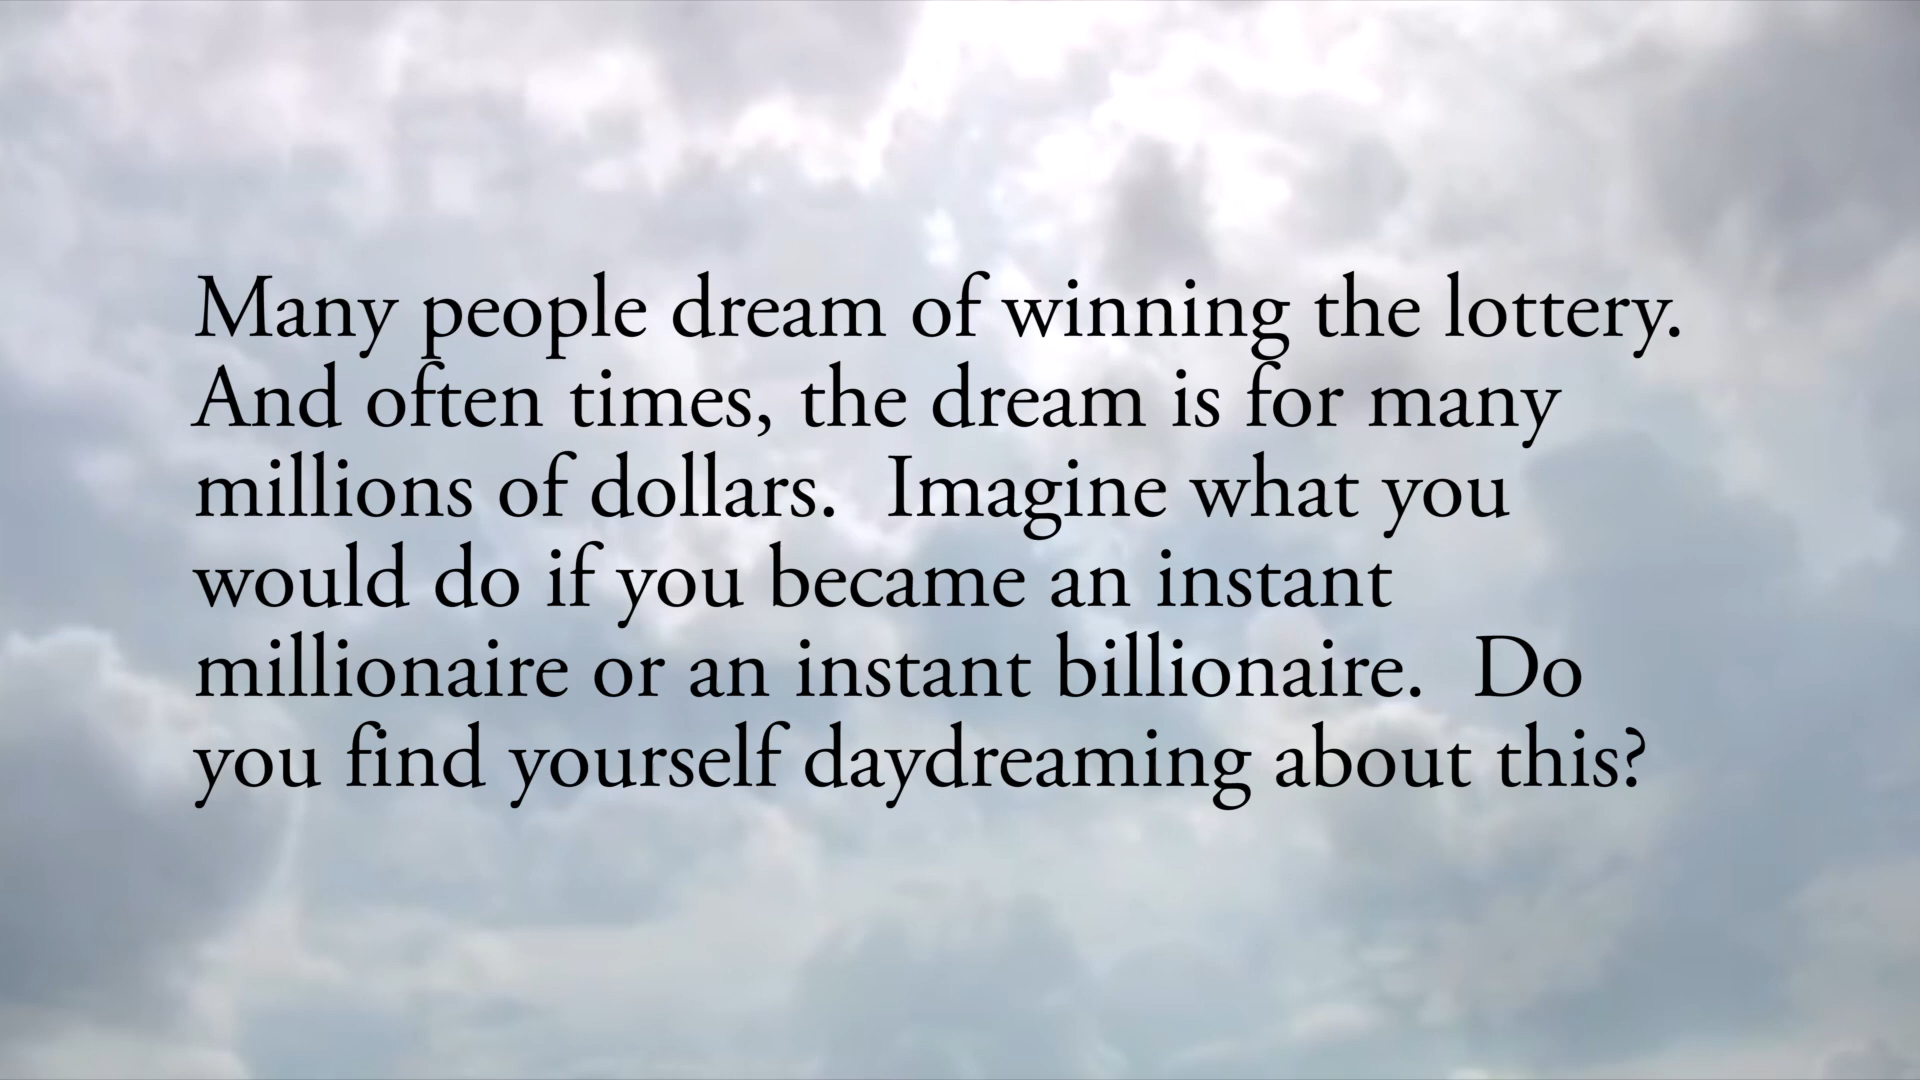 Many people dream of winning the lottery.
And often times, the dream is for many
millions of dollars.  Imagine what you
would do if you became an instant
millionaire or an instant billionaire.  Do
you find yourself daydreaming about this?